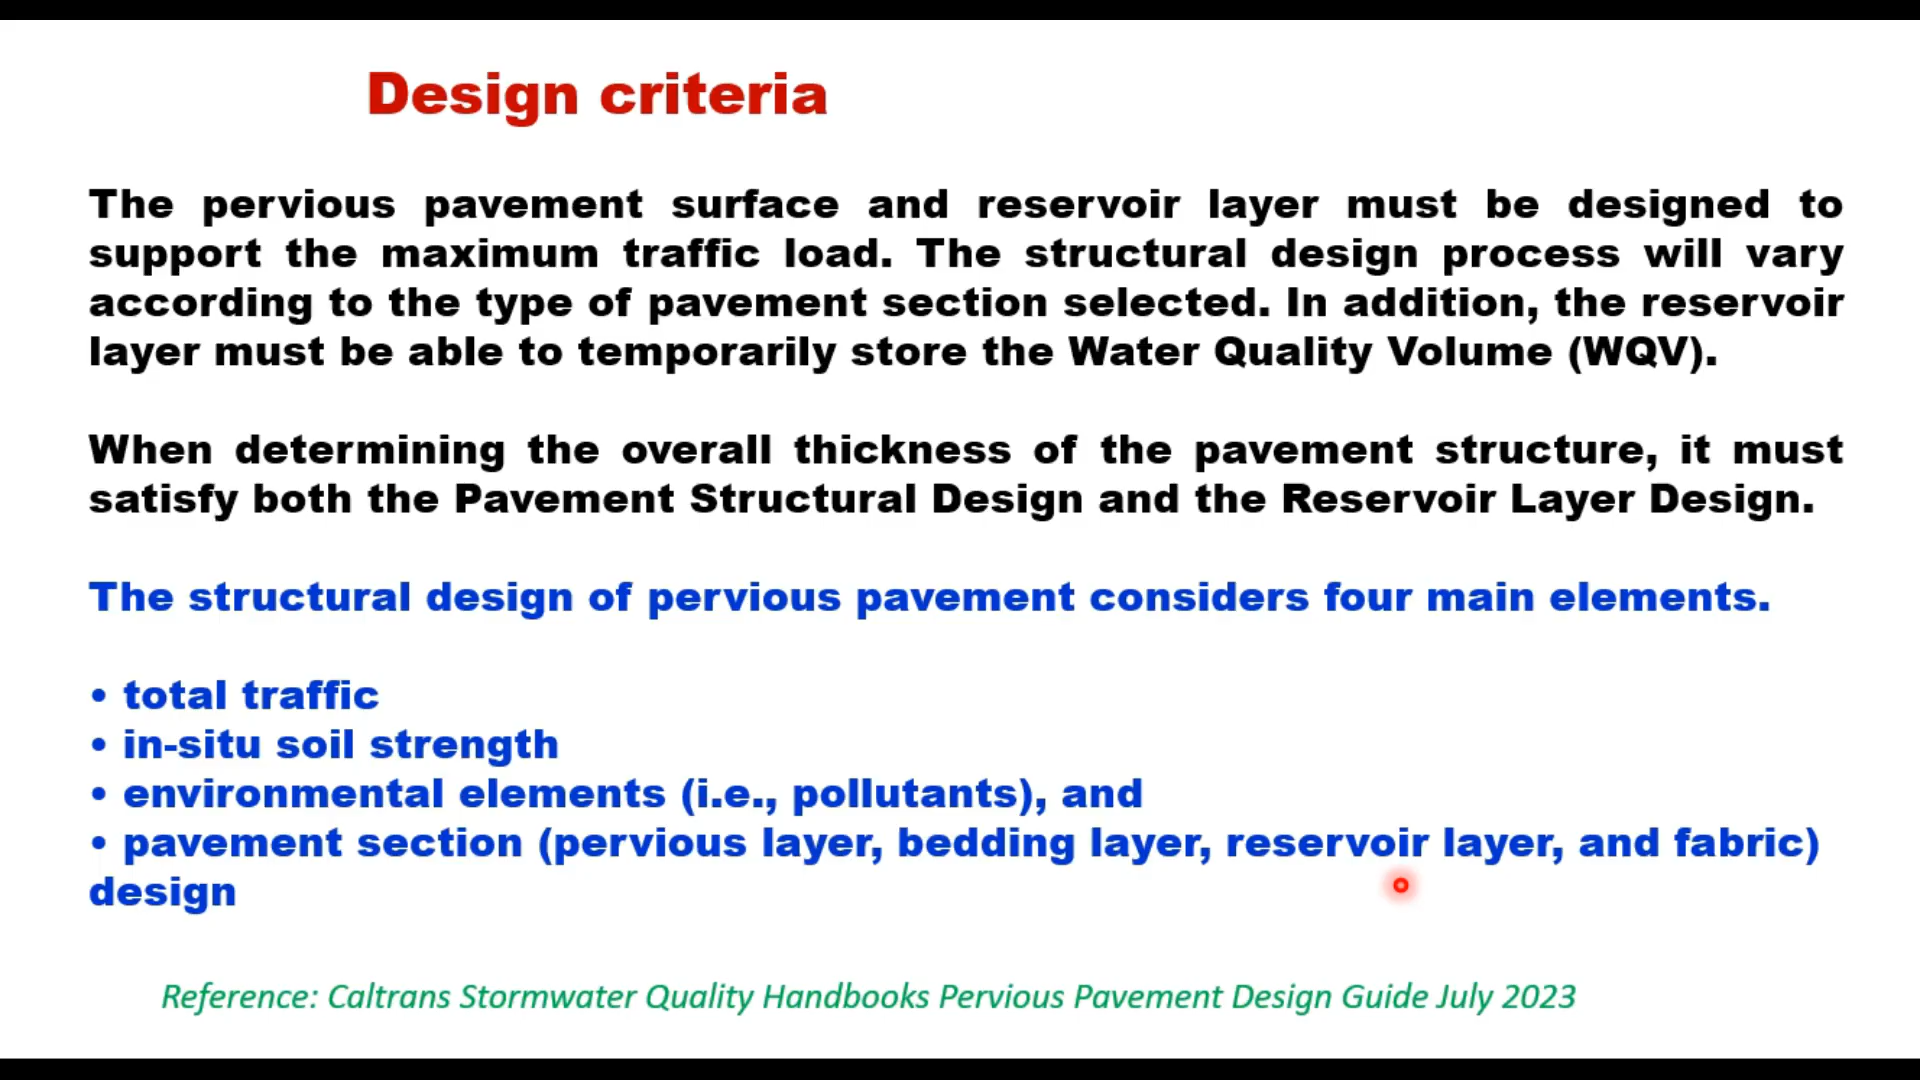 Design criteria
The pervious pavement surface and reservoir layer must be designed to
support the maximum traffic load. The structural design process will vary
according to the type of pavement section selected. In addition, the reservoir
layer must be able to temporarily store the Water Quality Volume (WQV).
When determining the overall thickness of the pavement structure, it must
satisfy both the Pavement Structural Design and the Reservoir Layer Design.
The structural design of pervious pavement considers four main elements.
• total traffic
• in-situ soil strength
• environmental elements (i.e., pollutants), and
• pavement section (pervious layer, bedding layer, reservoir layer, and fabric)
design
Reference: Caltrans Stormwater Quality Handbooks Pervious Pavement Design Guide July 2023